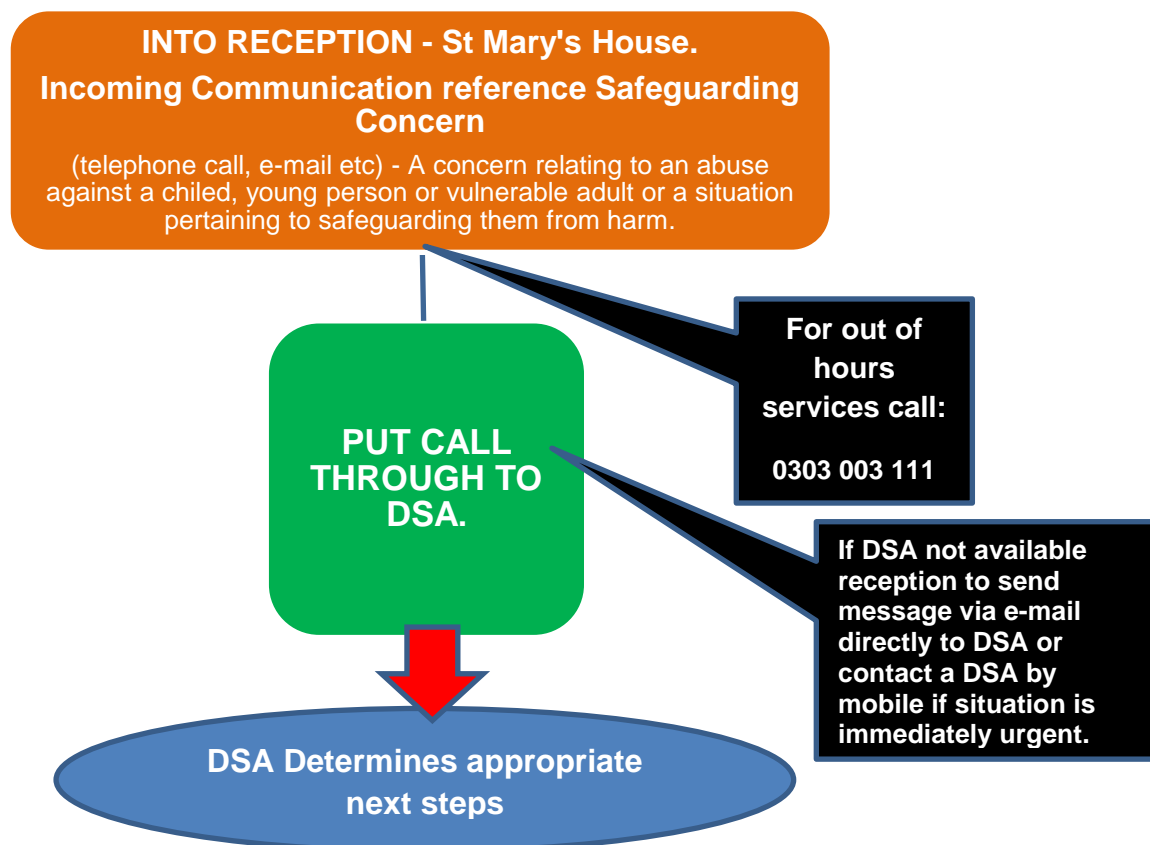 INTO RECEPTION - St Mary's House.
Incoming Communication reference Safeguarding
Concern
(telephone call, e-mail etc) - A concern relating to an abuse
against a chiled, young person or vulnerable adult or a situation
pertaining to safeguarding them from harm.
For out of
hours
services call:
0303 003 111
PUT CALL
THROUGH TO
DSA.
If DSA not available
reception to send
message via e-mail
directly to DSA or
contact a DSA by
mobile if situation is
immediately urgent.
DSA Determines appropriate
next steps